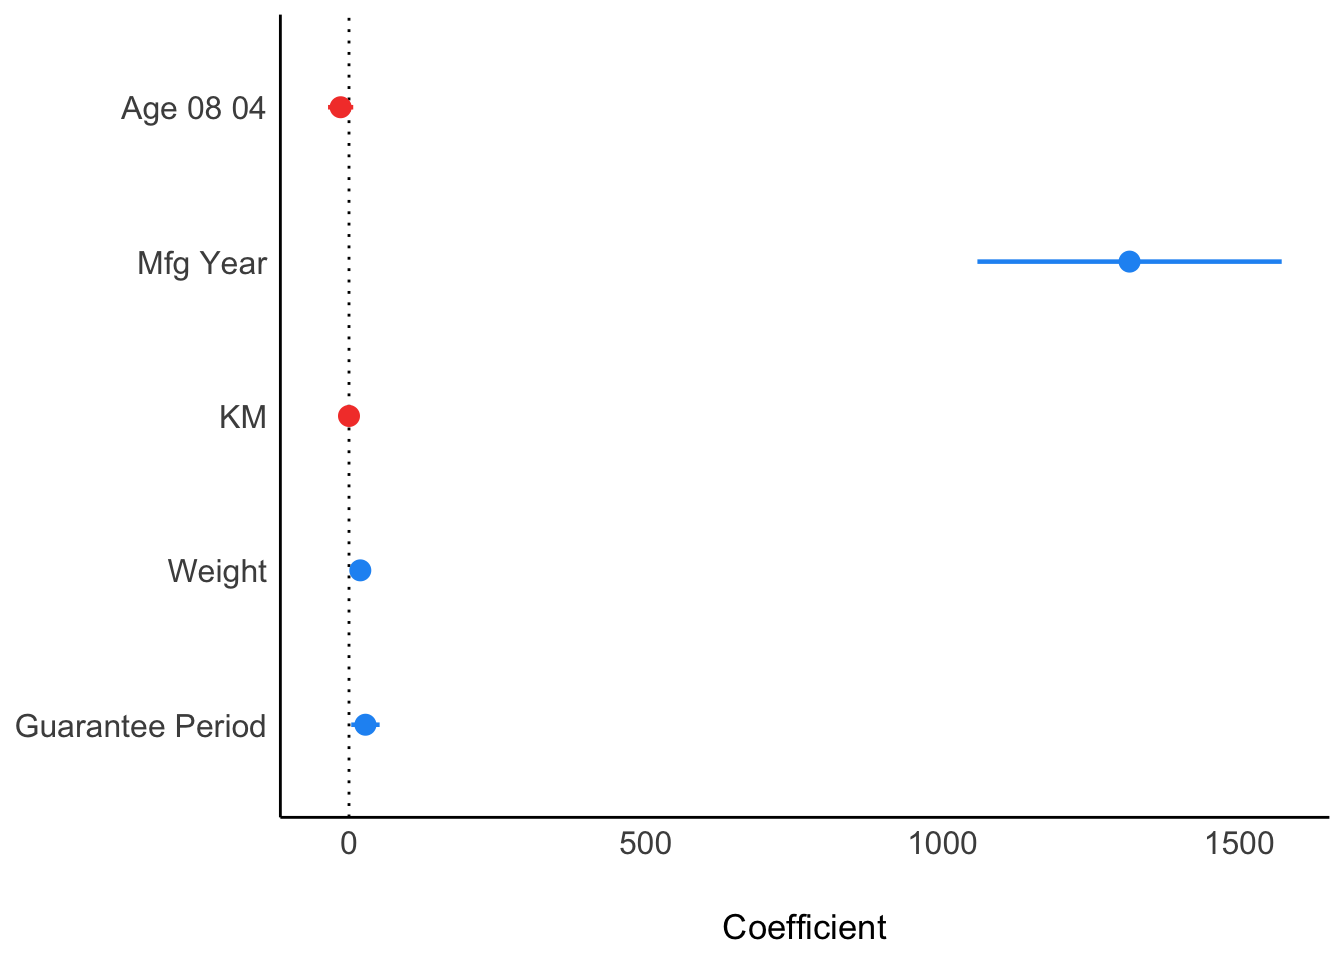 Age 08 04
Mfg Year
KM
Weight
Guarantee Period
0 500 1000 1500
Coefficient